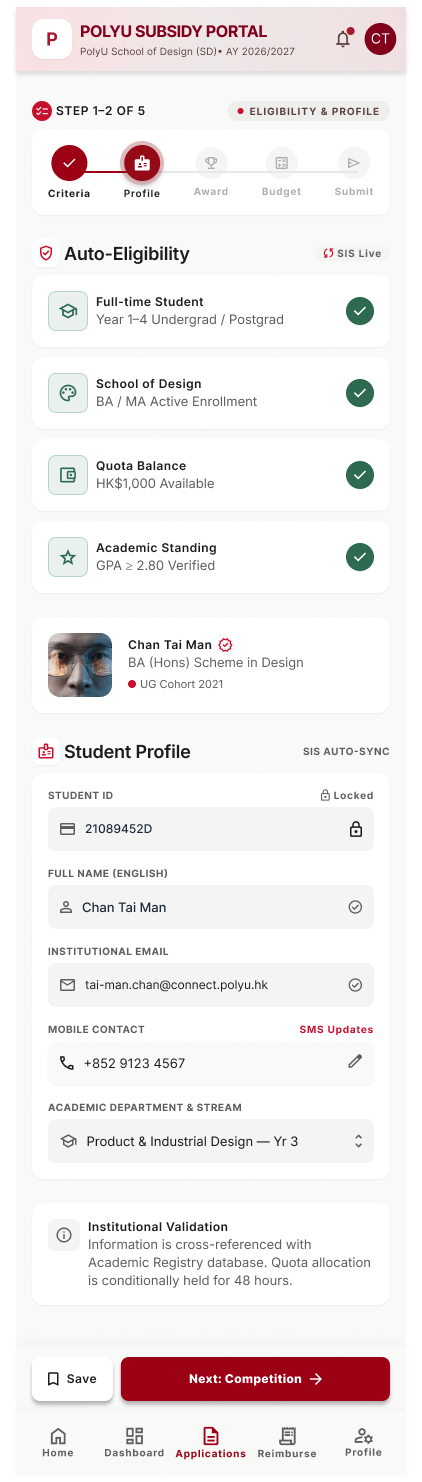 P
POLYU SUBSIDY PORTAL
PolyU School of Design (SD)• AY 2026/2027
CT
STEP 1–2 OF 5
ELIGIBILITY & PROFILE
Criteria
Profile
Award
Budget
Submit
Auto-Eligibility
SIS Live
Full-time Student
Year 1–4 Undergrad / Postgrad
School of Design
BA / MA Active Enrollment
Quota Balance
HK$1,000 Available
Academic Standing
GPA ≥ 2.80 Verified
Chan Tai Man
BA (Hons) Scheme in Design
UG Cohort 2021
Student Profile
SIS AUTO-SYNC
STUDENT ID
Locked
21089452D
FULL NAME (ENGLISH)
Chan Tai Man
INSTITUTIONAL EMAIL
tai-man.chan@connect.polyu.hk
MOBILE CONTACT
SMS Updates
+852 9123 4567
ACADEMIC DEPARTMENT & STREAM
Product & Industrial Design — Yr 3
Institutional Validation
Information is cross-referenced with
Academic Registry database. Quota allocation
is conditionally held for 48 hours.
Save
Next: Competition
Home
Dashboard
Applications
Reimburse
Profile